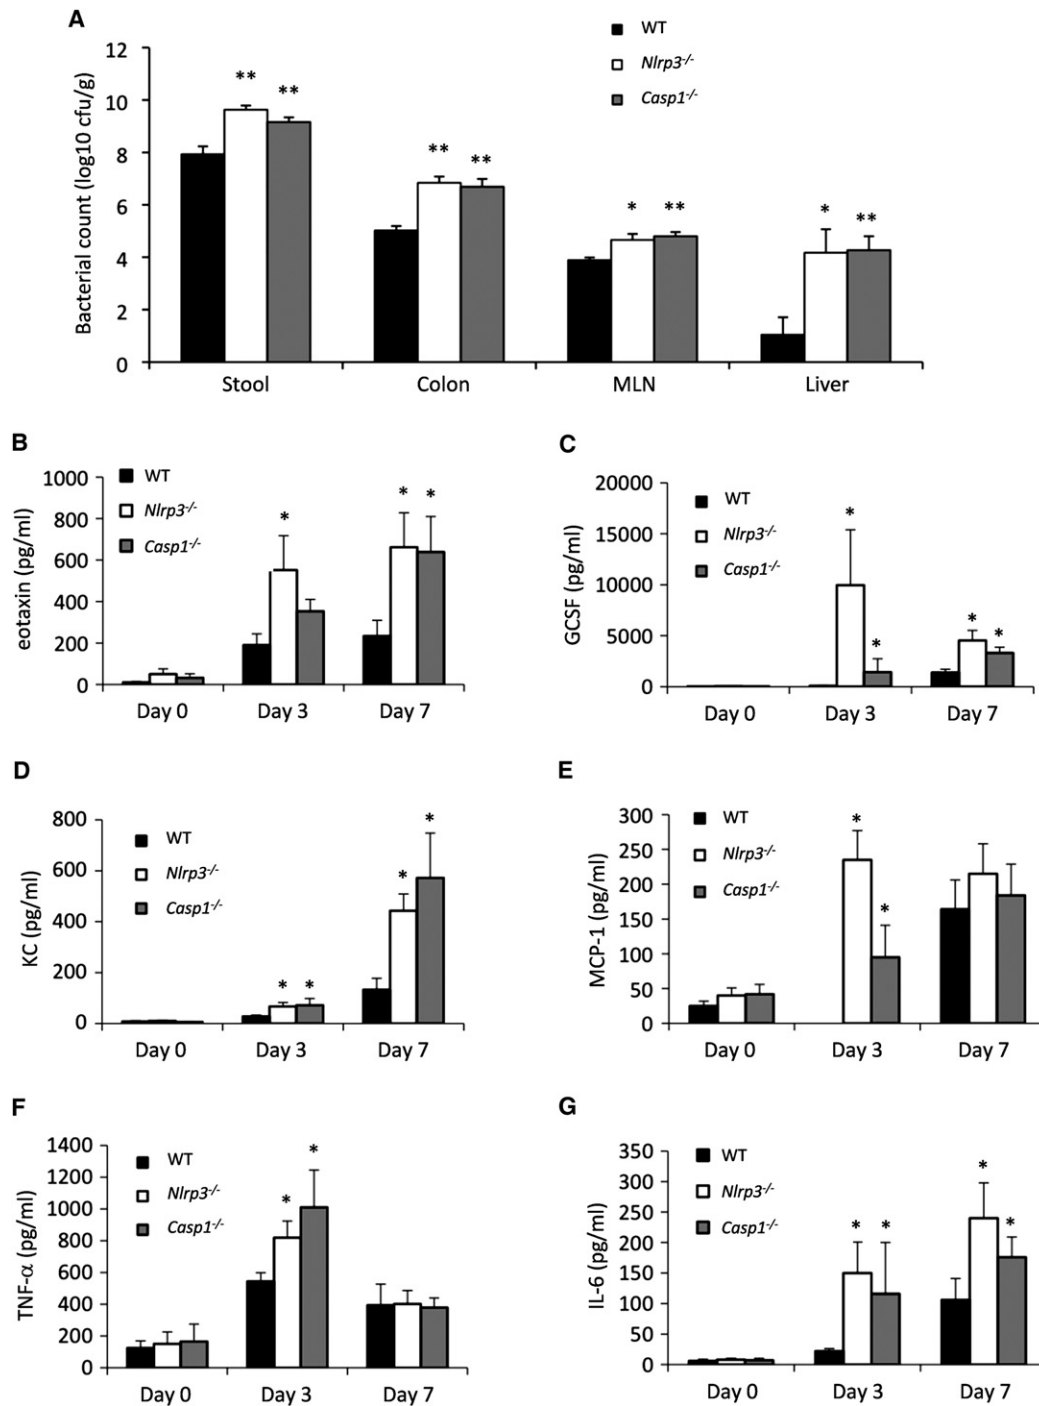 A
WT
Nlrp3-/-
Casp1-/-
Bacterial count (log10 cfu/g)
12
10
8
6
4
2
0
** **
** **
* **
* **
Stool Colon MLN Liver
B
WT
Nlrp3-/-
Casp1-/-
eotaxin (pg/ml)
1000
800
600
400
200
0
*
* *
Day 0 Day 3 Day 7
C
WT
Nlrp3-/-
Casp1-/-
GCSF (pg/ml)
20000
15000
10000
5000
0
* *
* *
Day 0 Day 3 Day 7
D
WT
Nlrp3-/-
Casp1-/-
KC (pg/ml)
800
600
400
200
0
* *
* *
Day 0 Day 3 Day 7
E
WT
Nlrp3-/-
Casp1-/-
MCP-1 (pg/ml)
300
250
200
150
100
50
0
* *
Day 0 Day 3 Day 7
F
WT
Nlrp3-/-
Casp1-/-
TNF-α (pg/ml)
1400
1200
1000
800
600
400
200
0
* *
Day 0 Day 3 Day 7
G
WT
Nlrp3-/-
Casp1-/-
IL-6 (pg/ml)
350
300
250
200
150
100
50
0
* *
* *
Day 0 Day 3 Day 7